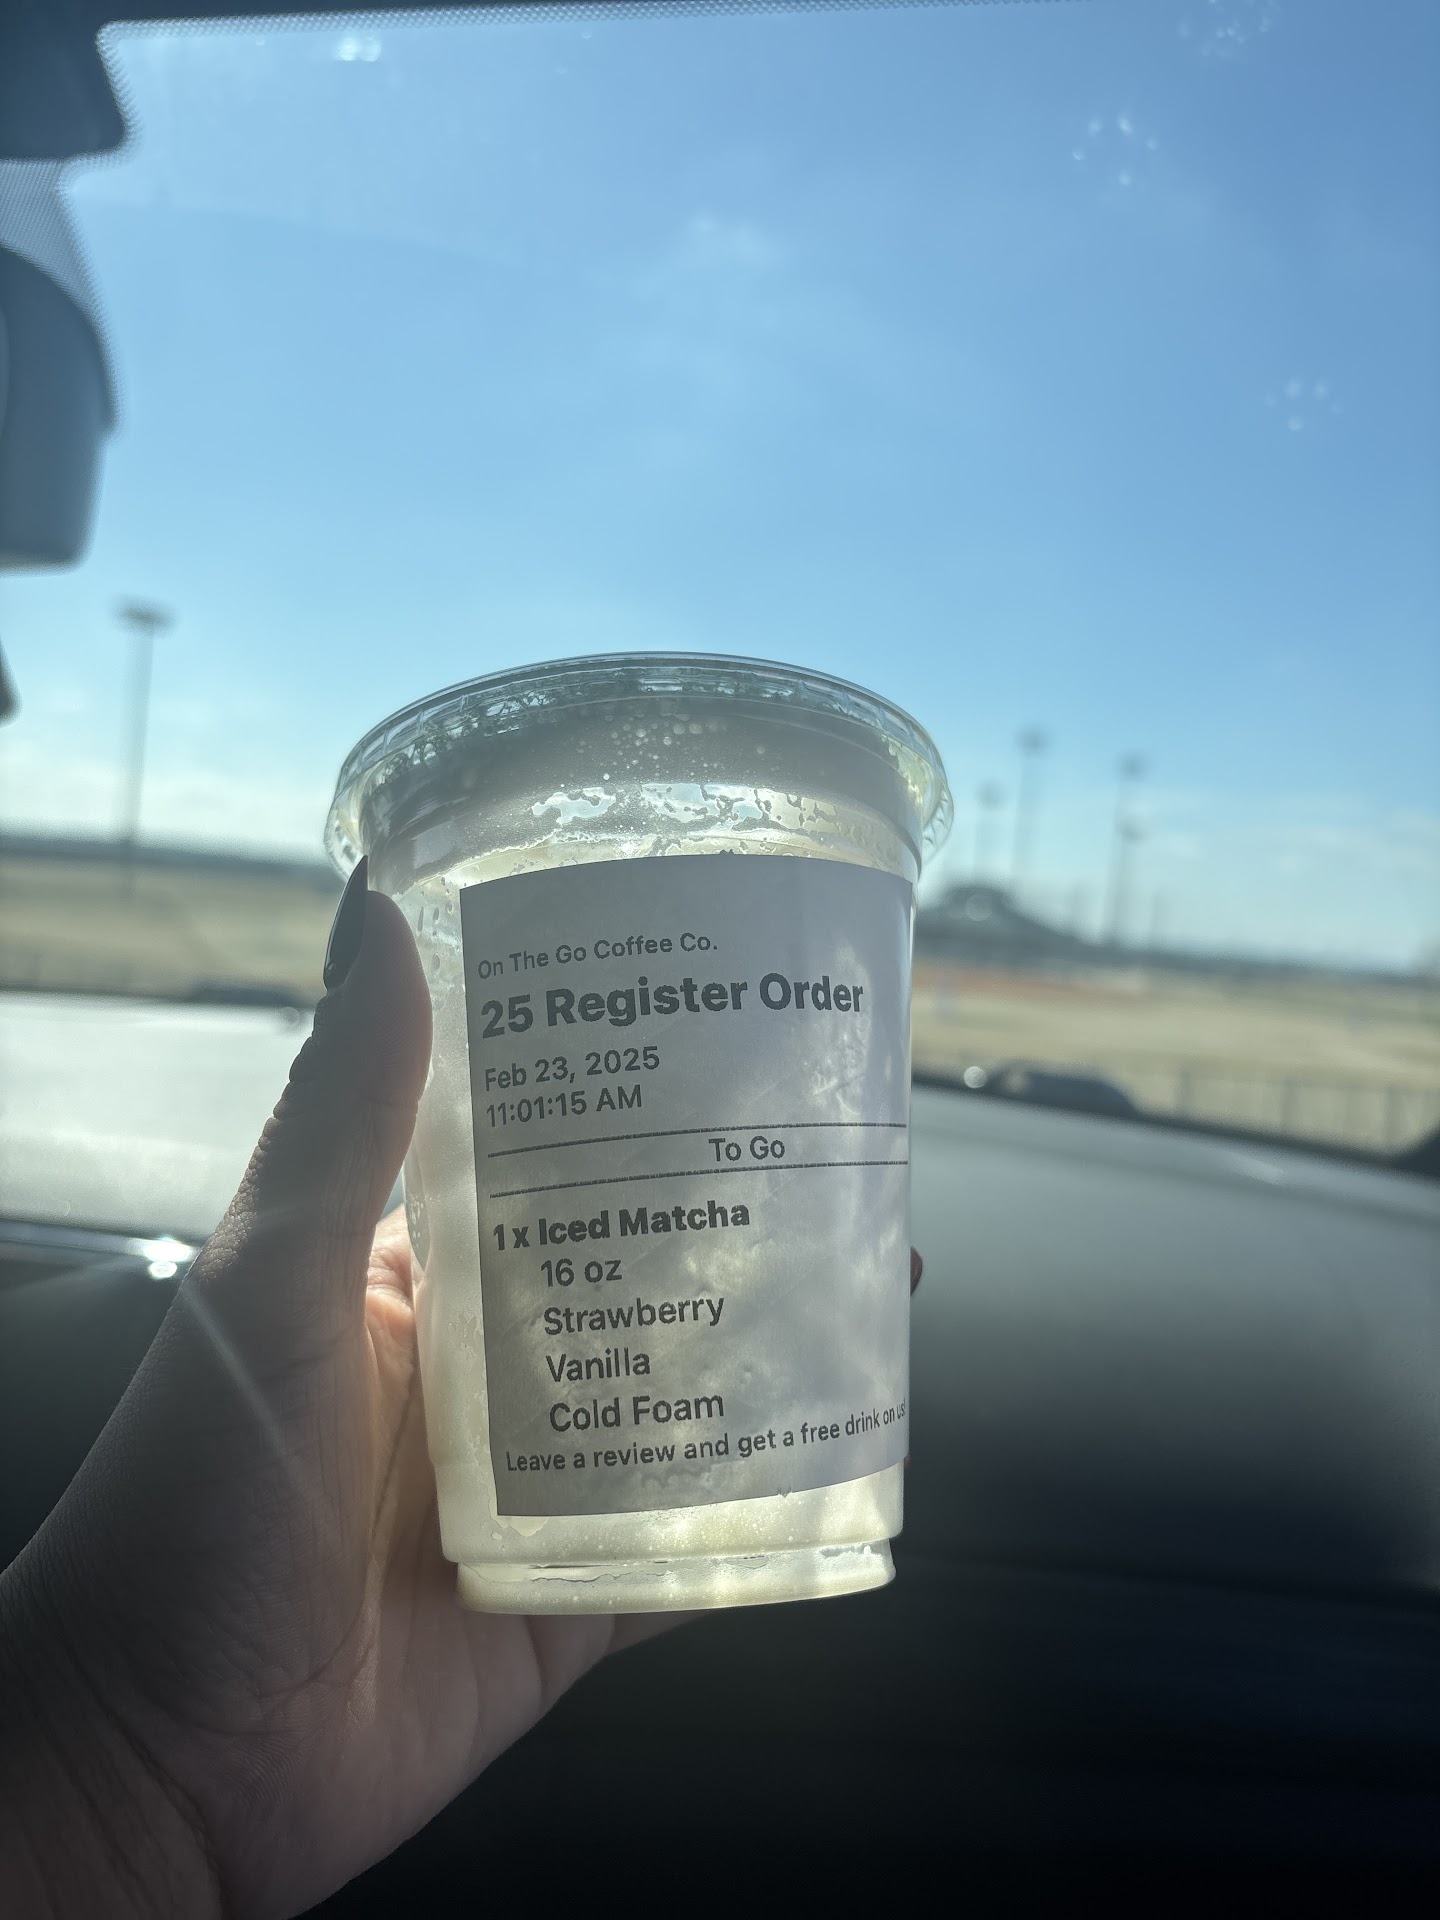 On The Go Coffee Co.
25 Register Order
Feb 23, 2025
11:01:15 AM
To Go
1 x Iced Matcha
16 oz
Strawberry
Vanilla
Cold Foam
Leave a review and get a free drink on us!